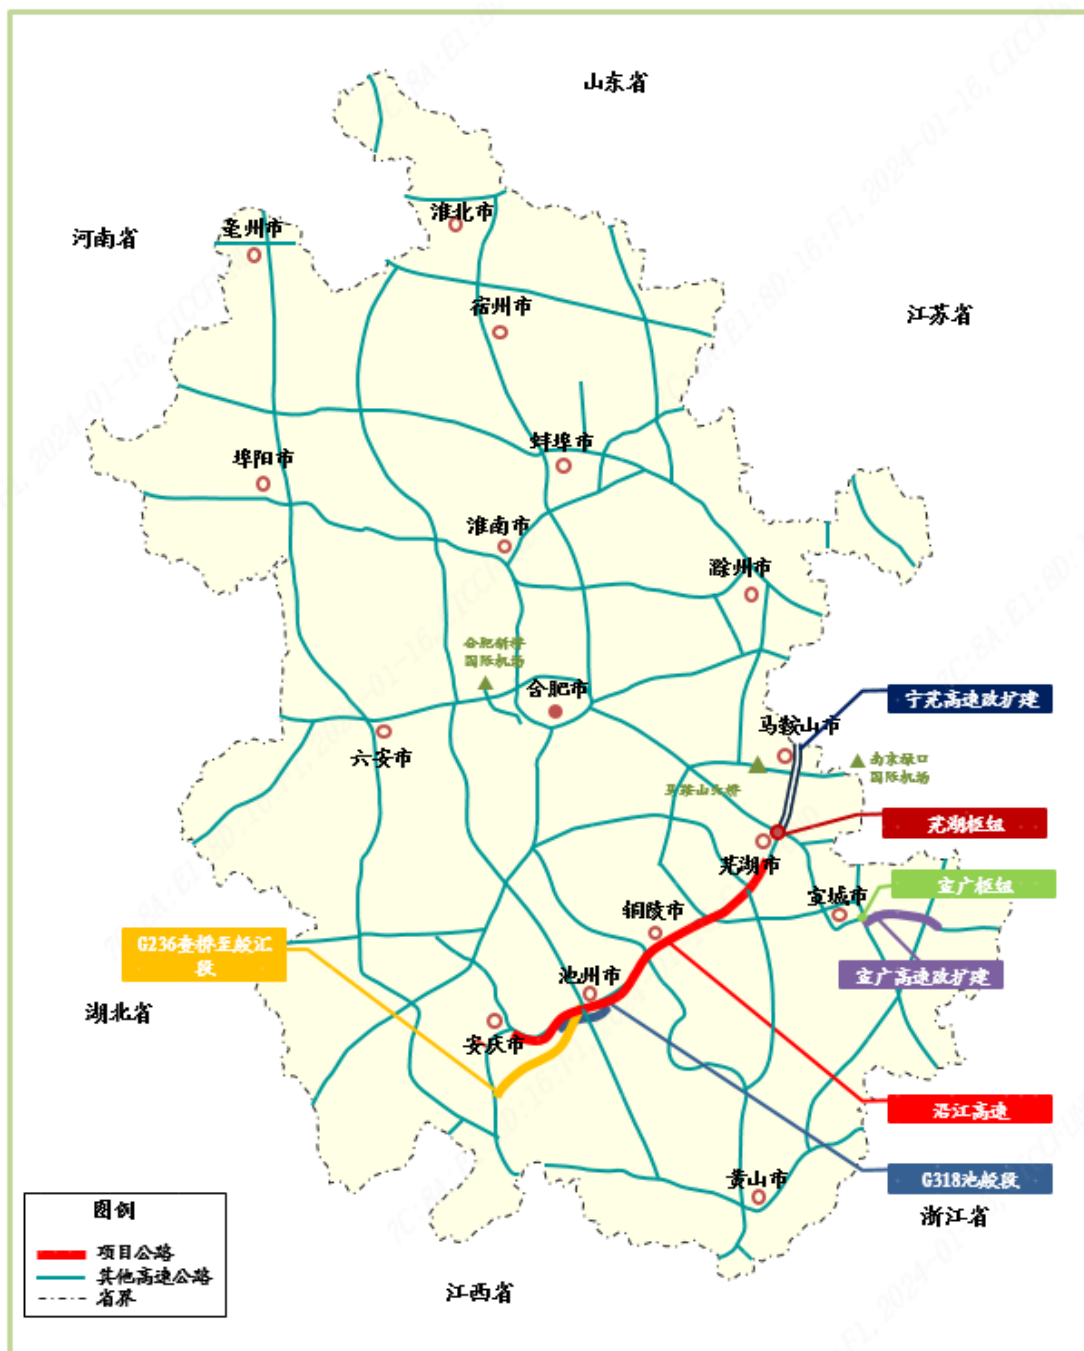 山东省
淮北市
亳州市
河南省
宿州市
江苏省
蚌埠市
埠阳市
淮南市
滁州市
合肥新桥
国际机场
合肥市
宁芜高速改扩建
马鞍山市
六安市
南京禄口
国际机场
马鞍山大桥
芜湖枢纽
芜湖市
宣广枢纽
宣城市
铜陵市
G236查桥至殷汇
段
池州市
宣广高速改扩建
湖北省
安庆市
沿江高速
黄山市
G318池殷段
浙江省
图例
项目公路
其他高速公路
省界
江西省